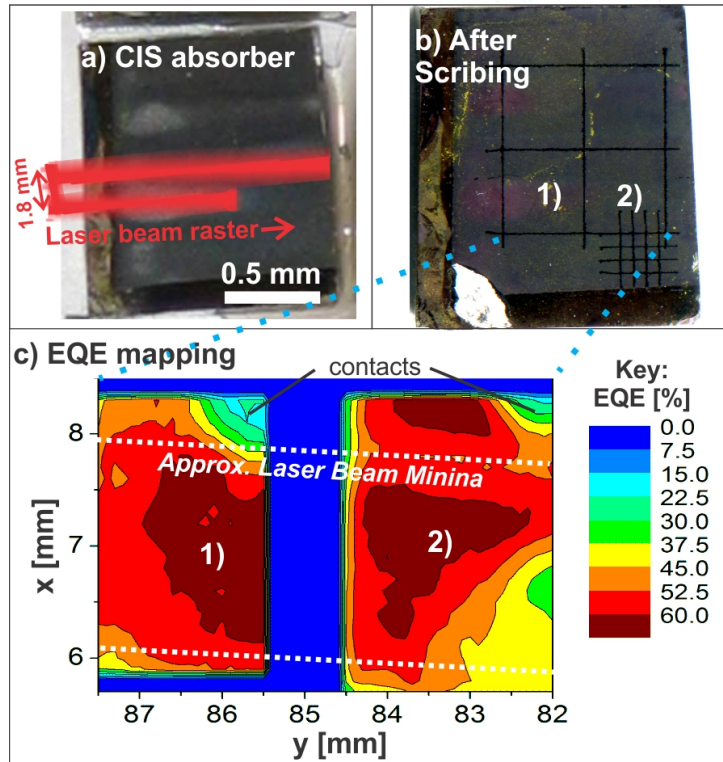 a) CIS absorber
1.8 mm
Laser beam raster
0.5 mm
b) After
Scribing
1)
2)
c) EQE mapping
contacts
Approx. Laser Beam Minina
1)
2)
8
7
6
x [mm]
87
86
85
84
83
82
y [mm]
Key:
EQE [%]
0.0
7.5
15.0
22.5
30.0
37.5
45.0
52.5
60.0